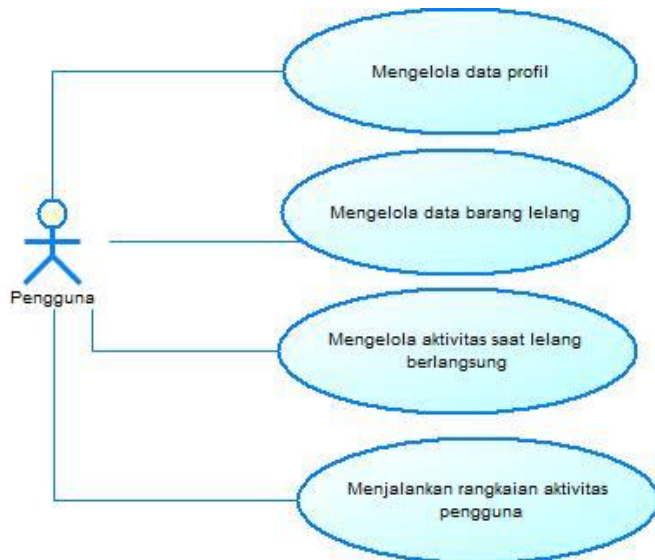 Mengelola data profil
Mengelola data barang lelang
Pengguna
Mengelola aktivitas saat lelang
berlangsung
Menjalankan rangkaian aktivitas
pengguna